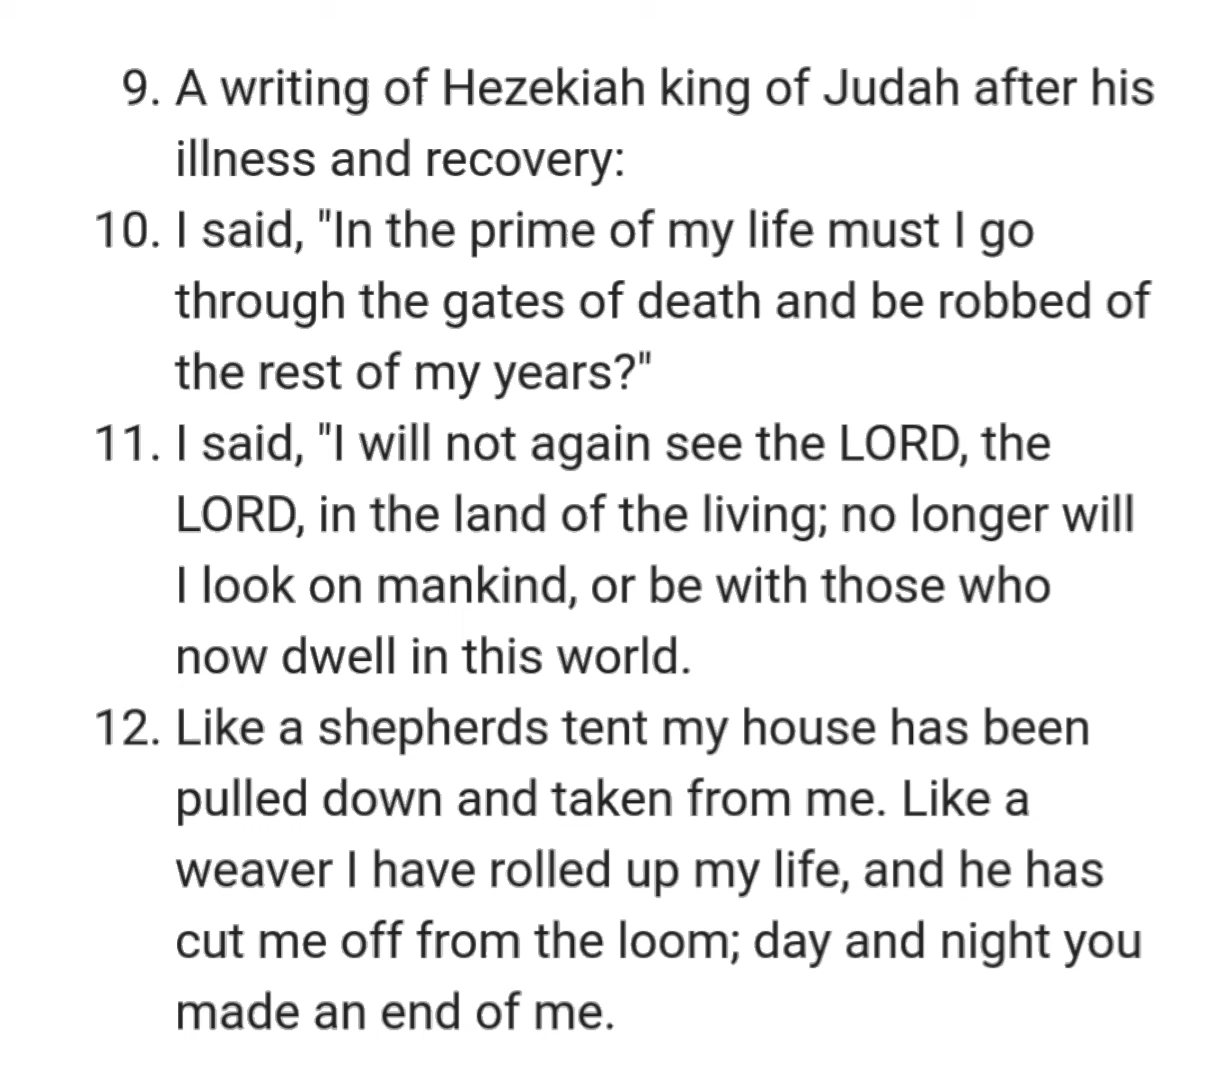 9. A writing of Hezekiah king of Judah after his
illness and recovery:
10. I said, "In the prime of my life must I go
through the gates of death and be robbed of
the rest of my years?"
11. I said, "I will not again see the LORD, the
LORD, in the land of the living; no longer will
I look on mankind, or be with those who
now dwell in this world.
12. Like a shepherds tent my house has been
pulled down and taken from me. Like a
weaver I have rolled up my life, and he has
cut me off from the loom; day and night you
made an end of me.